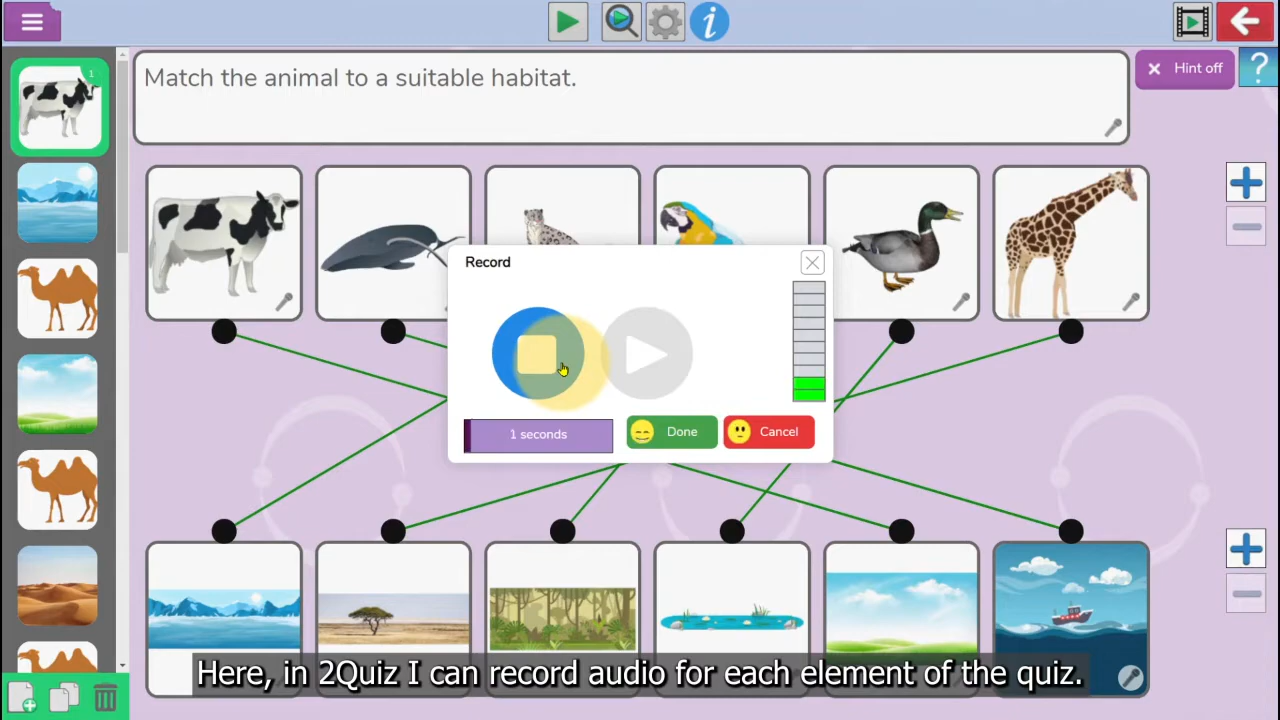 Match the animal to a suitable habitat.
Hint off
?
1
Record
1 seconds
Done
Cancel
Here, in 2Quiz I can record audio for each element of the quiz.